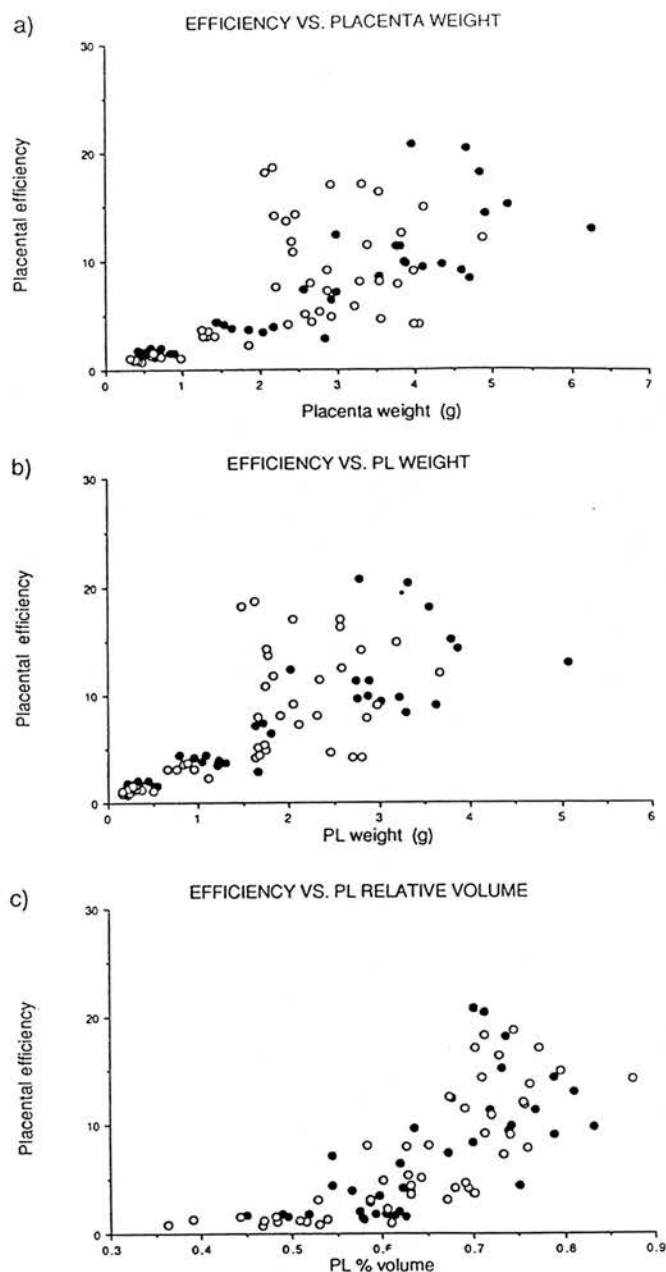 a)
EFFICIENCY VS. PLACENTA WEIGHT
30
20
10
0
Placental efficiency
0 1 2 3 4 5 6 7
Placenta weight (g)
b)
EFFICIENCY VS. PL WEIGHT
30
20
10
0
Placental efficiency
0 1 2 3 4 5 6
PL weight (g)
c)
EFFICIENCY VS. PL RELATIVE VOLUME
30
20
10
0
Placental efficiency
0.3 0.4 0.5 0.6 0.7 0.8 0.9
PL % volume